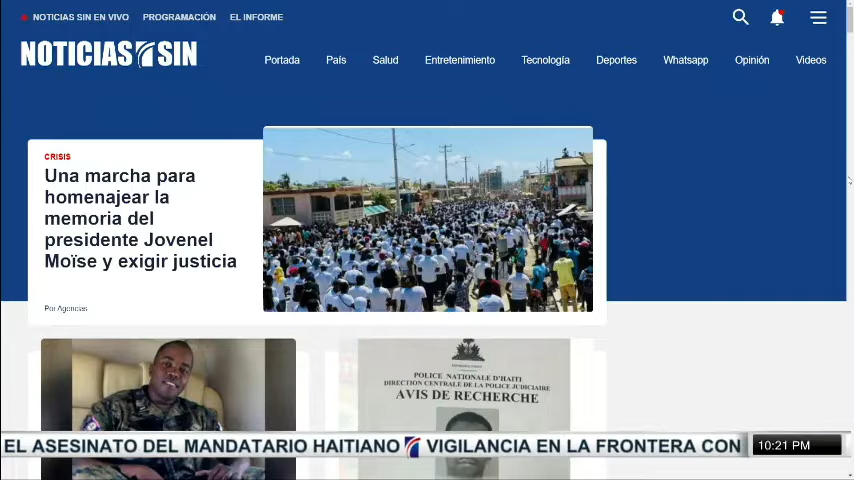 NOTICIAS SIN EN VIVO PROGRAMACIÓN EL INFORME
NOTICIAS SIN
Portada País Salud Entretenimiento Tecnología Deportes Whatsapp Opinión Videos
CRISIS
Una marcha para
homenajear la
memoria del
presidente Jovenel
Moïse y exigir justicia
Por Agencias
POLICE NATIONALE D'HAITI
DIRECTION CENTRALE DE LA POLICE JUDICIAIRE
AVIS DE RECHERCHE
EL ASESINATO DEL MANDATARIO HAITIANO VIGILANCIA EN LA FRONTERA CON
10:21 PM